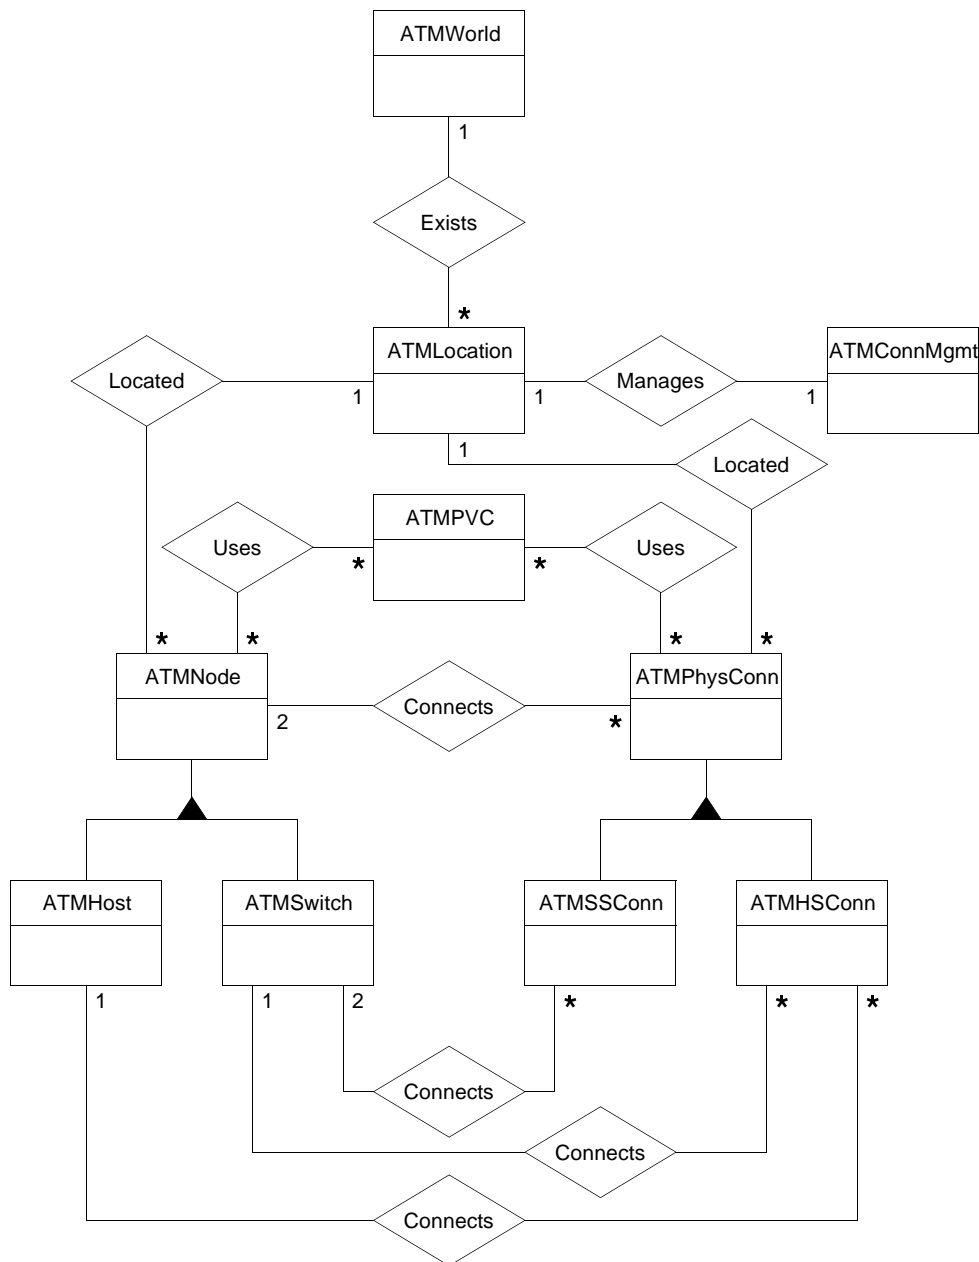 ATMWorld
1
Exists
*
ATMLocation
ATMConnMgmt
Located
Manages
1
1
1
1
Located
ATMPVC
Uses
Uses
*
*
*
*
*
*
ATMNode
ATMPhysConn
Connects
2
*
ATMHost
ATMSwitch
ATMSSConn
ATMHSConn
1
1
2
*
*
*
Connects
Connects
Connects